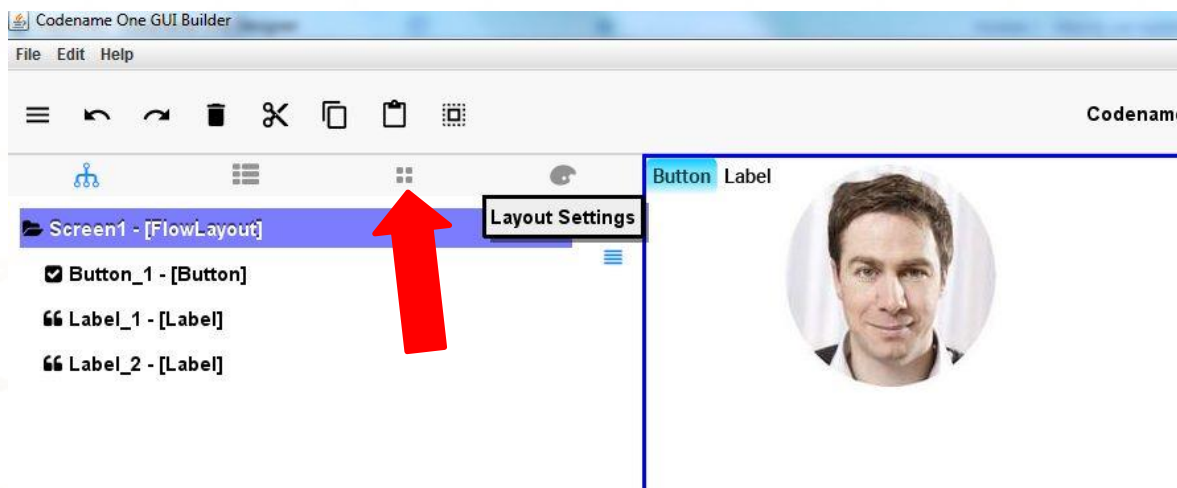 Codename One GUI Builder
File Edit Help
Codename
Button Label
Layout Settings
Screen1 - [FlowLayout]
Button_1 - [Button]
Label_1 - [Label]
Label_2 - [Label]